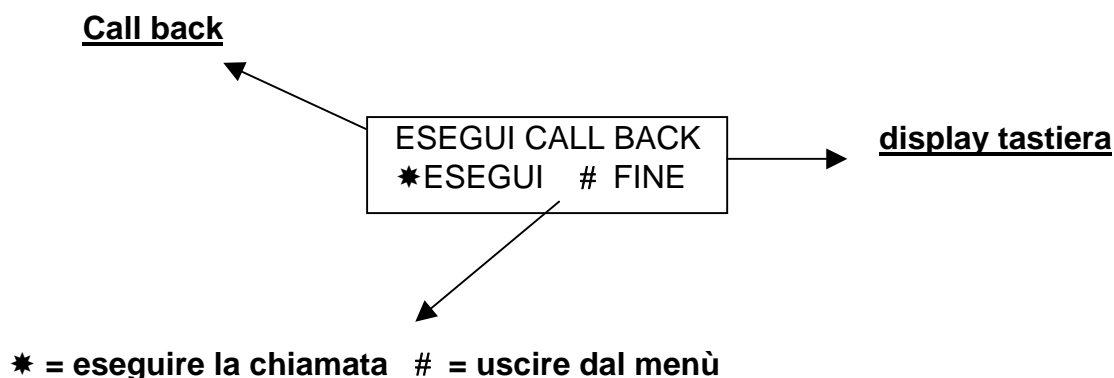 Call back
ESEGUI CALL BACK
✷ESEGUI # FINE
display tastiera
✷ = eseguire la chiamata # = uscire dal menù